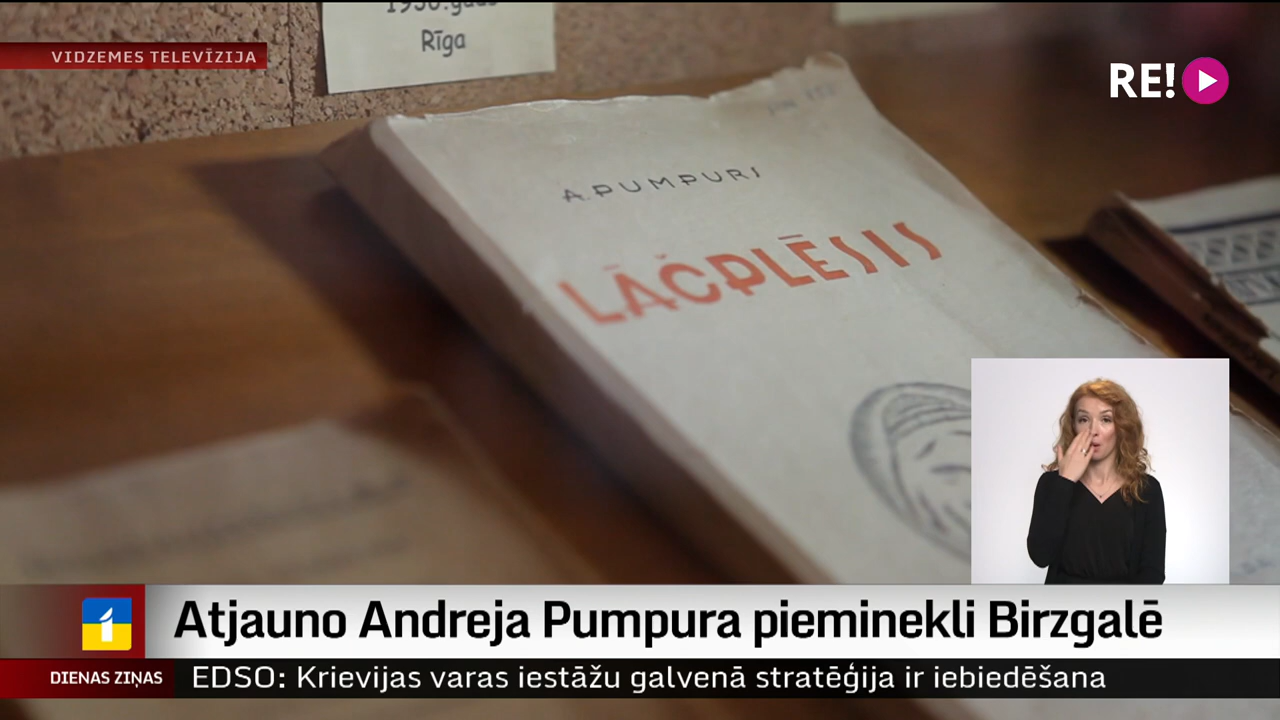 Rīga
VIDZEMES TELEVĪZIJA
RE!
A. PUMPURS
LĀČPLĒSIS
1
Atjauno Andreja Pumpura pieminekli Birzgalē
DIENAS ZIŅAS
EDSO: Krievijas varas iestāžu galvenā stratēģija ir iebiedēšana